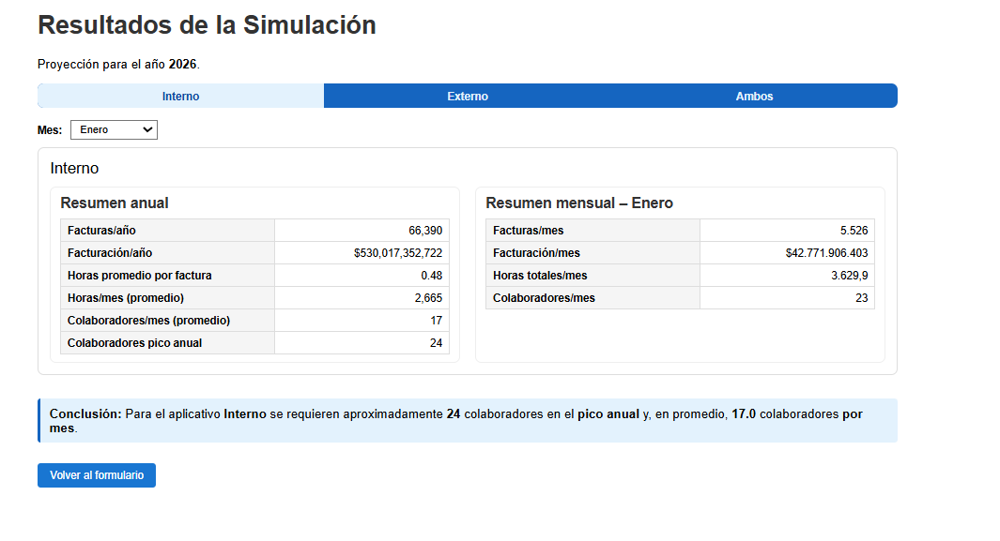 Resultados de la Simulación
Proyección para el año 2026.
Interno Externo Ambos
Mes: Enero
Interno
Resumen anual
Facturas/año 66,390
Facturación/año $530,017,352,722
Horas promedio por factura 0.48
Horas/mes (promedio) 2,665
Colaboradores/mes (promedio) 17
Colaboradores pico anual 24
Resumen mensual – Enero
Facturas/mes 5.526
Facturación/mes $42.771.906.403
Horas totales/mes 3.629,9
Colaboradores/mes 23
Conclusión: Para el aplicativo Interno se requieren aproximadamente 24 colaboradores en el pico anual y, en promedio, 17.0 colaboradores por
mes.
Volver al formulario